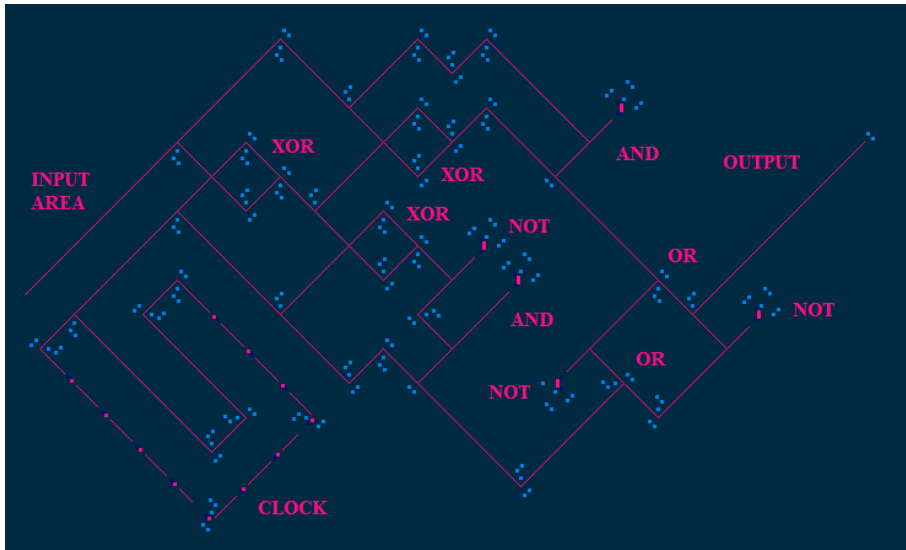 XOR
AND
OUTPUT
INPUT
AREA
XOR
XOR
NOT
OR
AND
NOT
OR
NOT
CLOCK